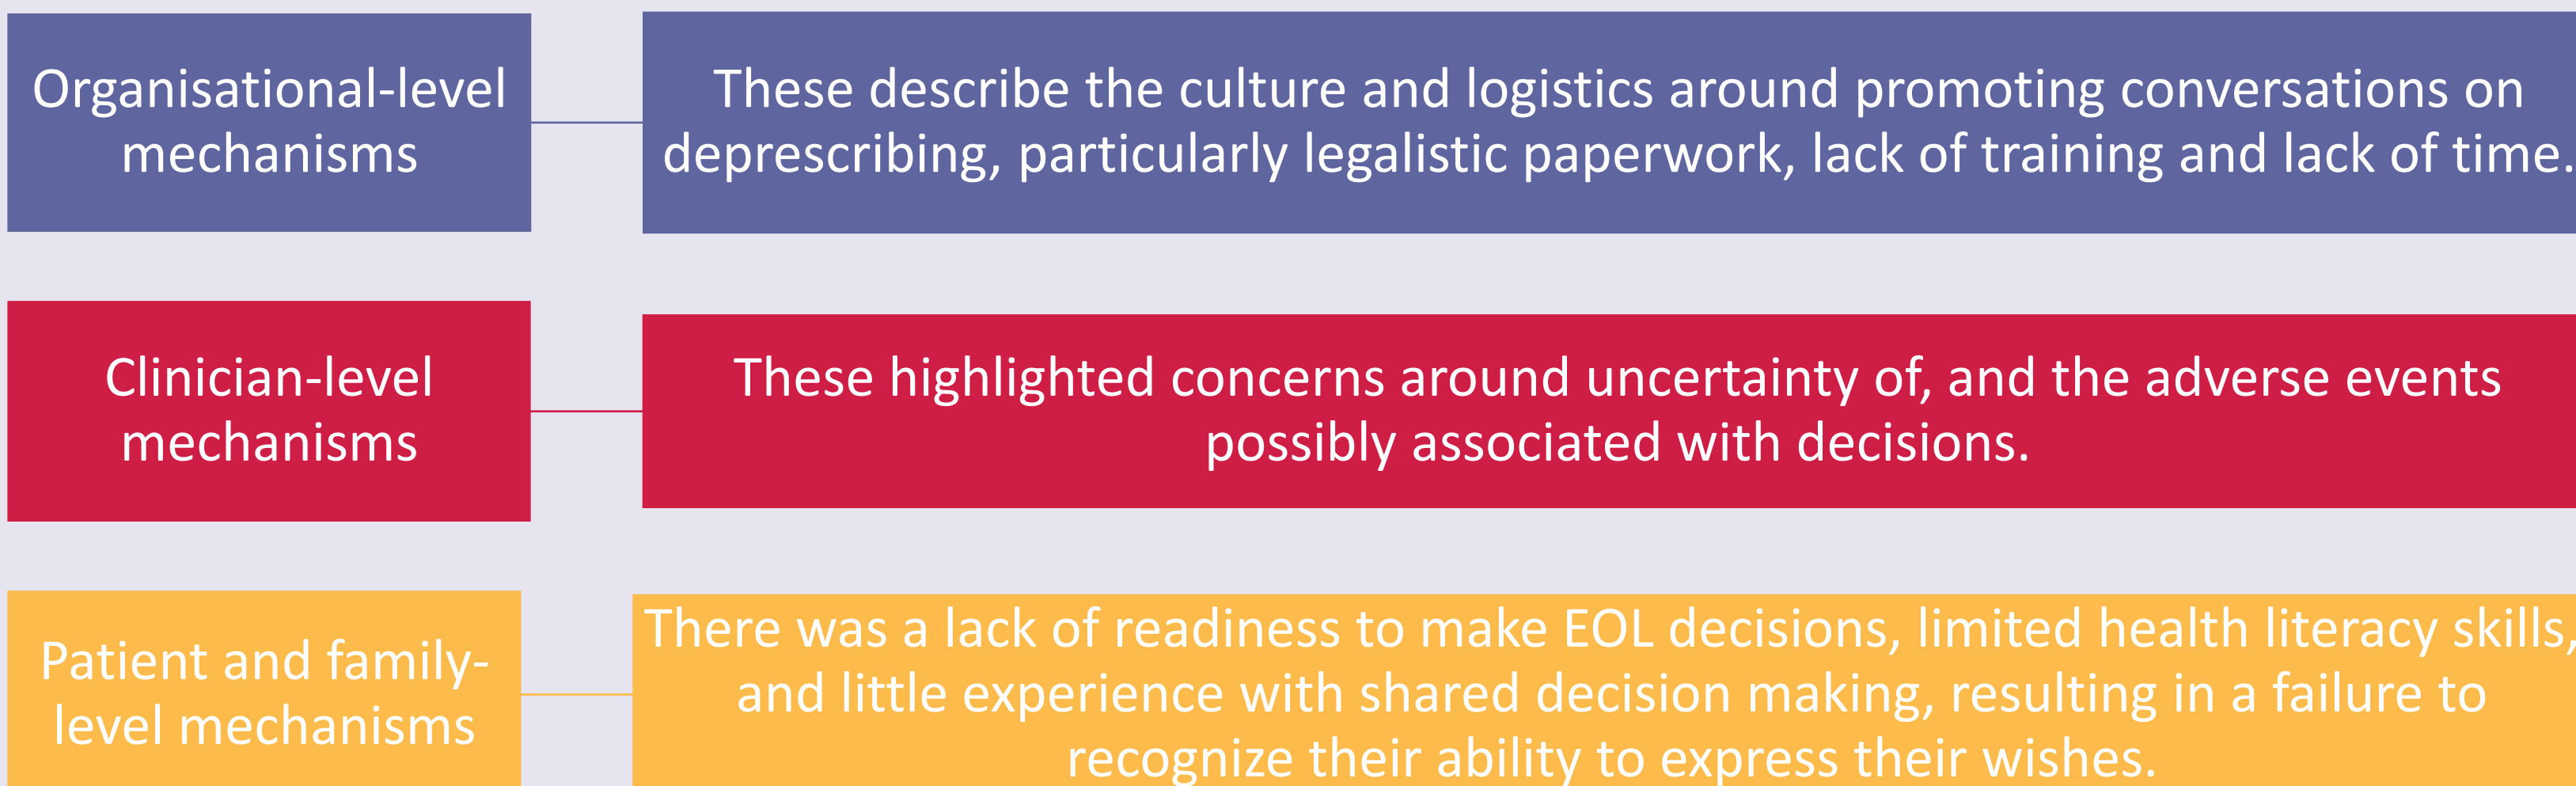 Organisational-level
mechanisms
These describe the culture and logistics around promoting conversations on
deprescribing, particularly legalistic paperwork, lack of training and lack of time.
Clinician-level
mechanisms
These highlighted concerns around uncertainty of, and the adverse events
possibly associated with decisions.
Patient and family-
level mechanisms
There was a lack of readiness to make EOL decisions, limited health literacy skills,
and little experience with shared decision making, resulting in a failure to
recognize their ability to express their wishes.